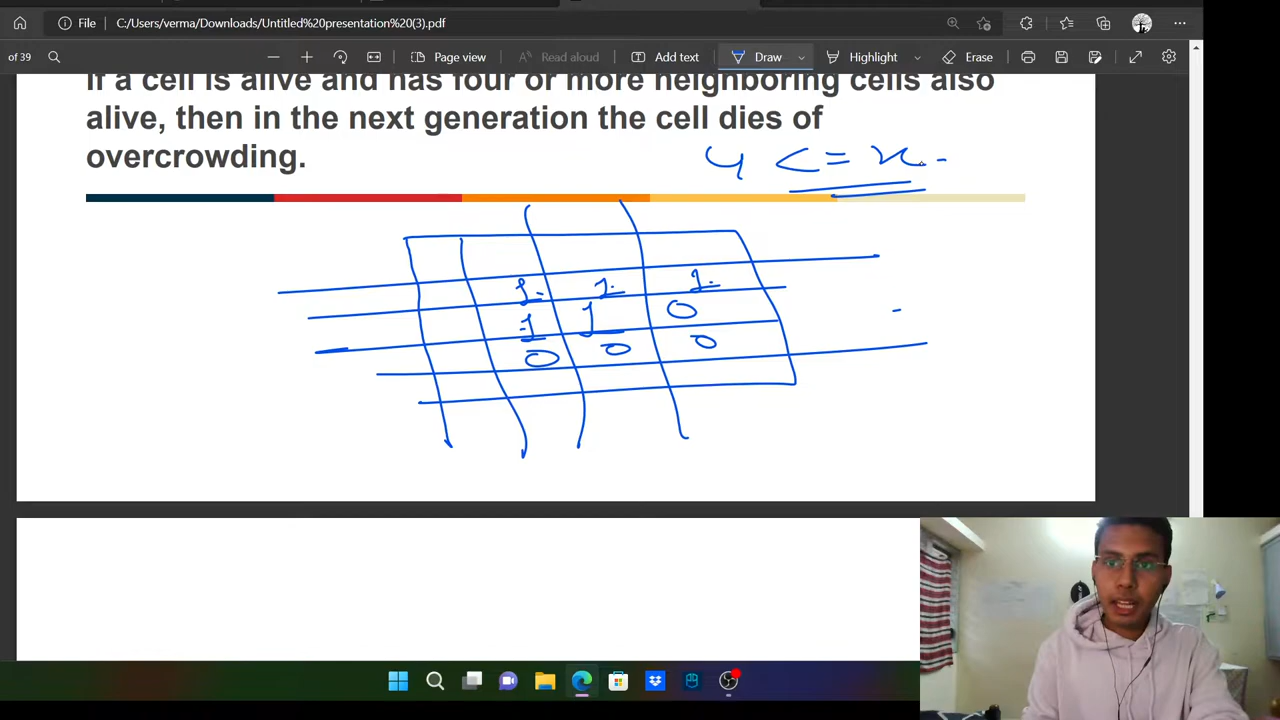 File C:/Users/verma/Downloads/Untitled%20presentation%20(3).pdf
of 39 Page view Read aloud Add text Draw Highlight Erase
If a cell is alive and has four or more neighboring cells also
alive, then in the next generation the cell dies of
overcrowding.
4 <= x
1 1 1
1 1 0
0 0 0